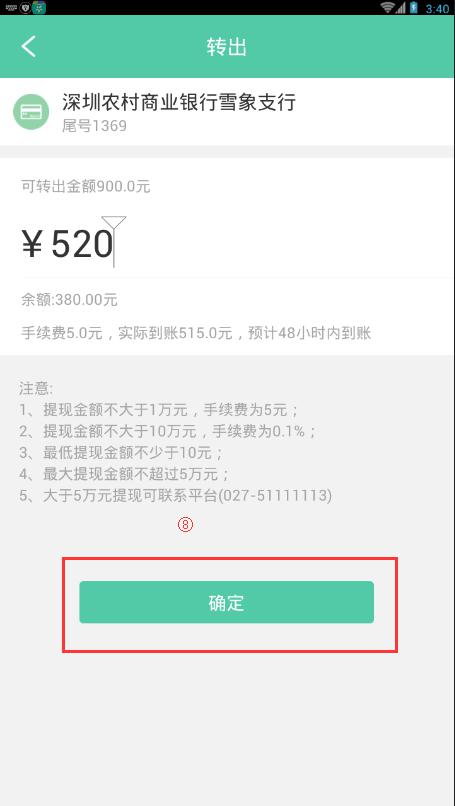 3:40
转出
深圳农村商业银行雪象支行
尾号1369
可转出金额900.0元
￥520
余额:380.00元
手续费5.0元，实际到账515.0元，预计48小时内到账
注意:
1、提现金额不大于1万元，手续费为5元；
2、提现金额不大于10万元，手续费为0.1%；
3、最低提现金额不少于10元；
4、最大提现金额不超过5万元；
5、大于5万元提现可联系平台(027-51111113)
⑧
确定